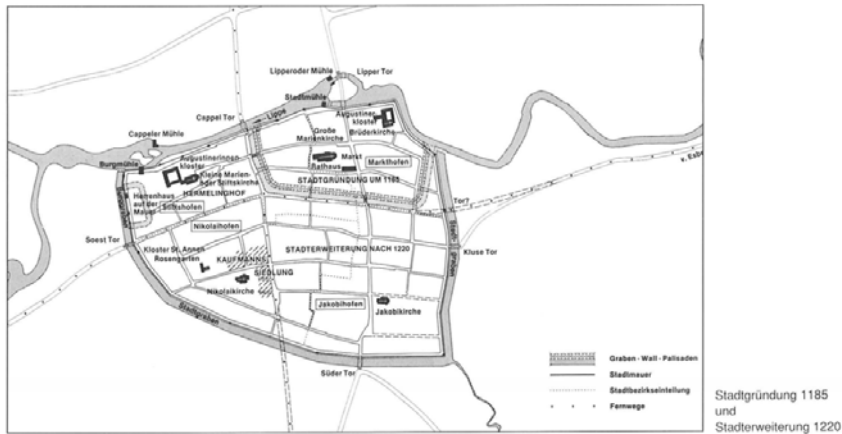 Lipperoder Mühle
Lipper Tor
Stadtmühle
Lippe
Augustiner
kloster
Brüderkirche
Cappel Tor
Große
Marienkirche
Cappeler Mühle
Markt
Rathaus
Markthofen
Burgmühle
Augustinerinnen
kloster
Kleine Marien-
oder Stiftskirche
HERMELINGHOF
STADTGRÜNDUNG UM 1185
Herrenhaus
auf der
Mauer
Stiftshofen
Tor?
Nikolaihofen
Soest Tor
Kloster St. Annen
Rosengarten
KAUFMANNS
SIEDLUNG
STADTERWEITERUNG NACH 1220
Kluse Tor
Nikolaikirche
Jakobihofen
Jakobikirche
Stadtgraben
Süder Tor
Graben - Wall - Palisaden
Stadtmauer
Stadtbezirkseinteilung
Fernwege
Stadtgründung 1185
und
Stadterweiterung 1220